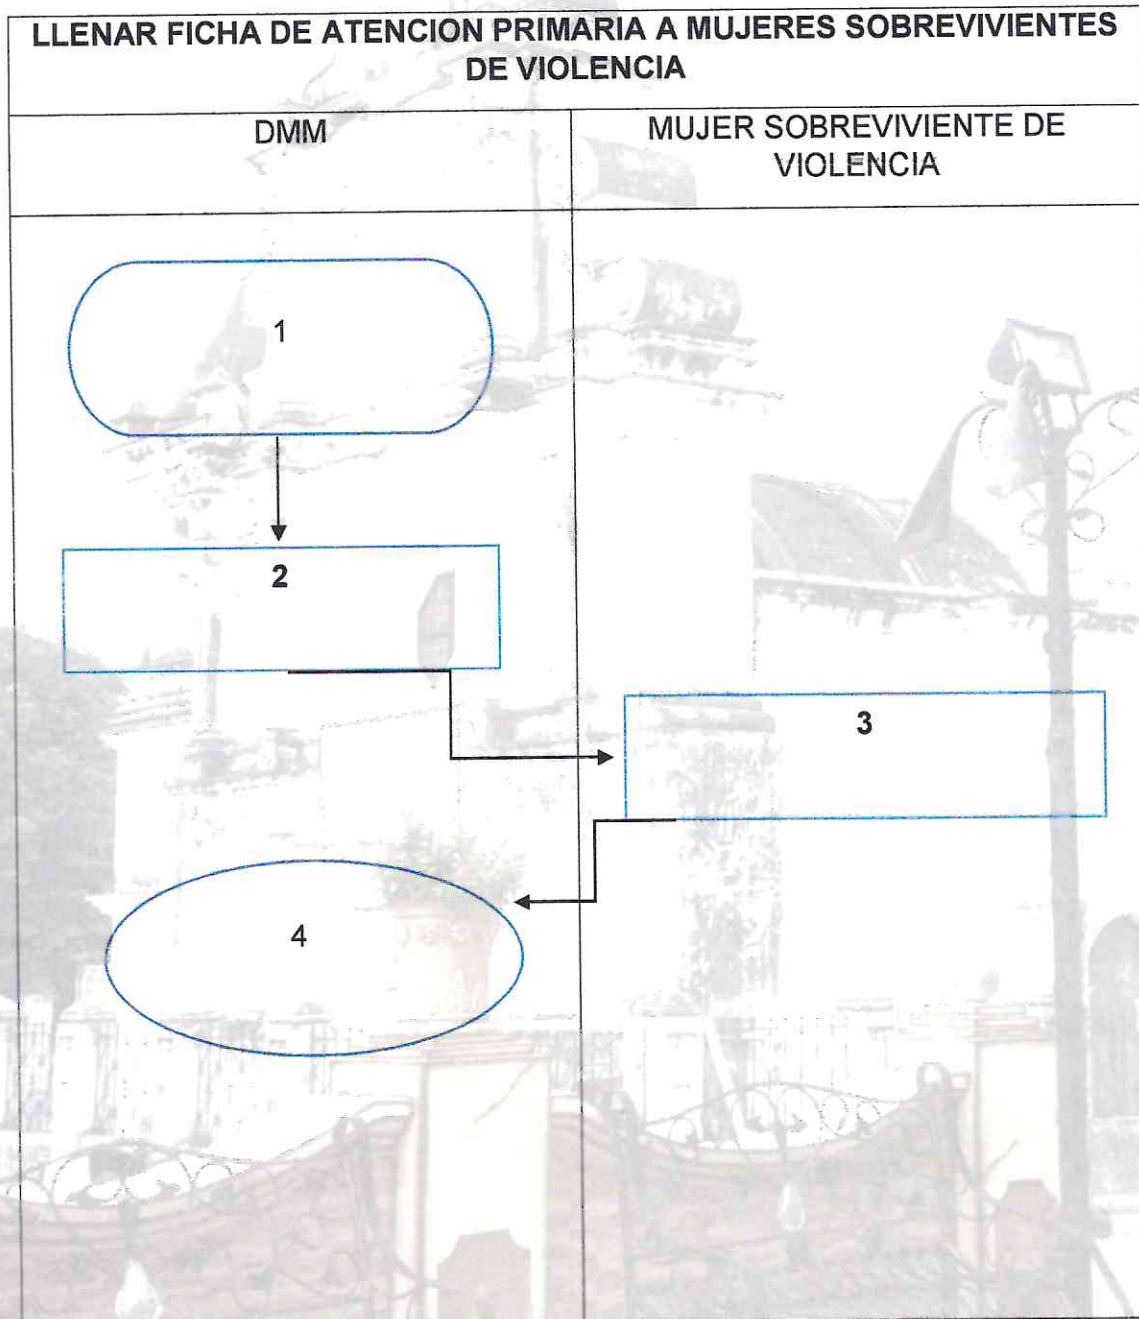 LLENAR FICHA DE ATENCION PRIMARIA A MUJERES SOBREVIVIENTES
DE VIOLENCIA
DMM
MUJER SOBREVIVIENTE DE
VIOLENCIA
1
2
3
4